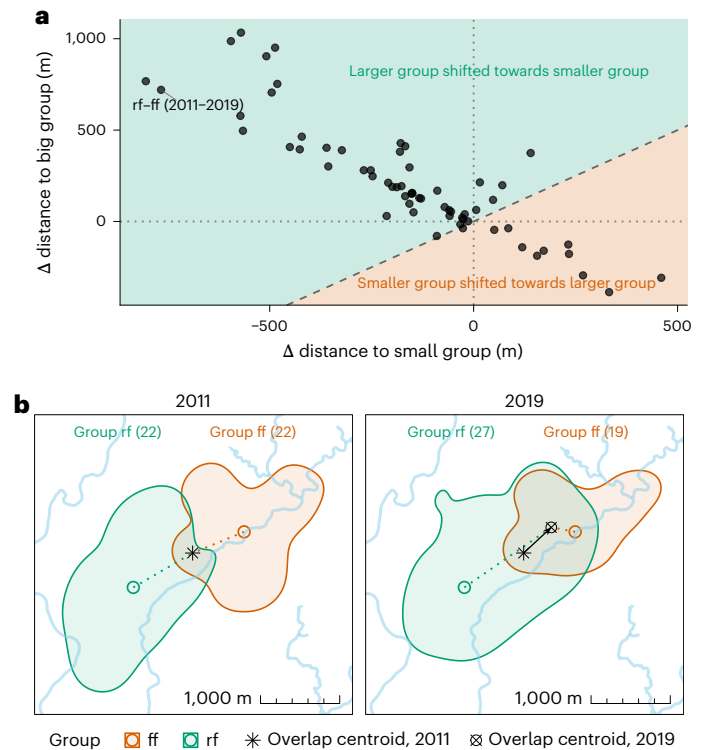 a
1,000
500
0
Δ distance to big group (m)
Larger group shifted towards smaller group
rf–ff (2011–2019)
Smaller group shifted towards larger group
−500
0
500
Δ distance to small group (m)
b
2011
2019
Group rf (22)
Group ff (22)
Group rf (27)
Group ff (19)
1,000 m
1,000 m
Group
ff
rf
Overlap centroid, 2011
Overlap centroid, 2019